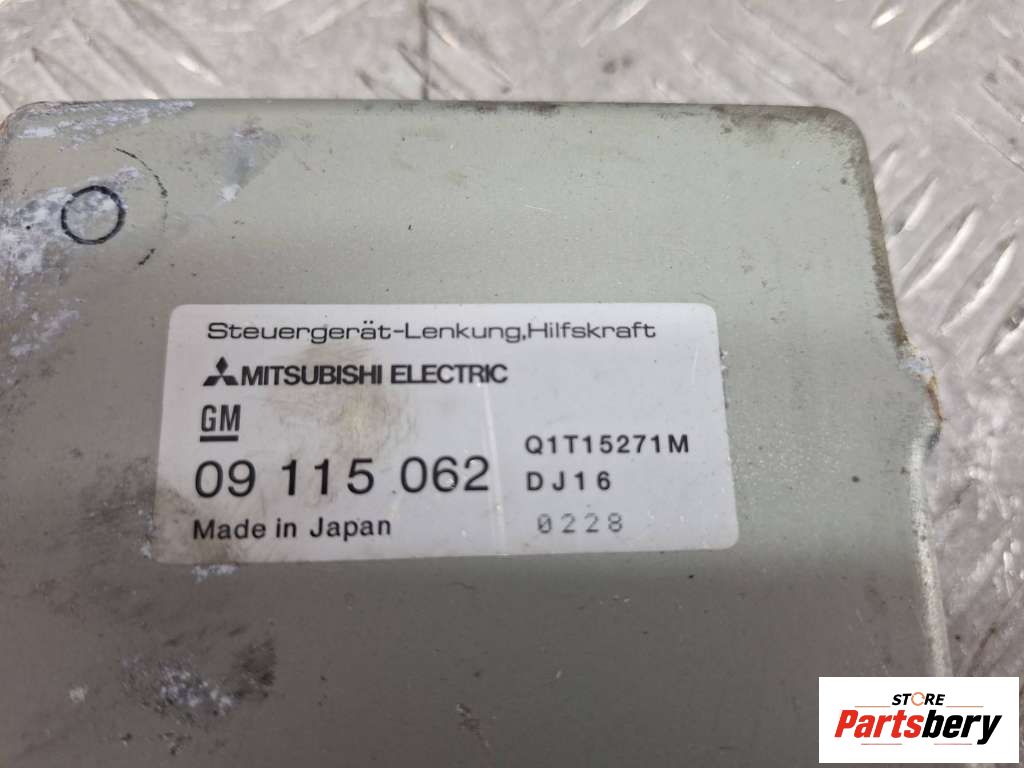 Steuergerät-Lenkung,Hilfskraft
MITSUBISHI ELECTRIC
GM
09 115 062
Q1T15271M
DJ16
Made in Japan
0228
STORE
Partsbery